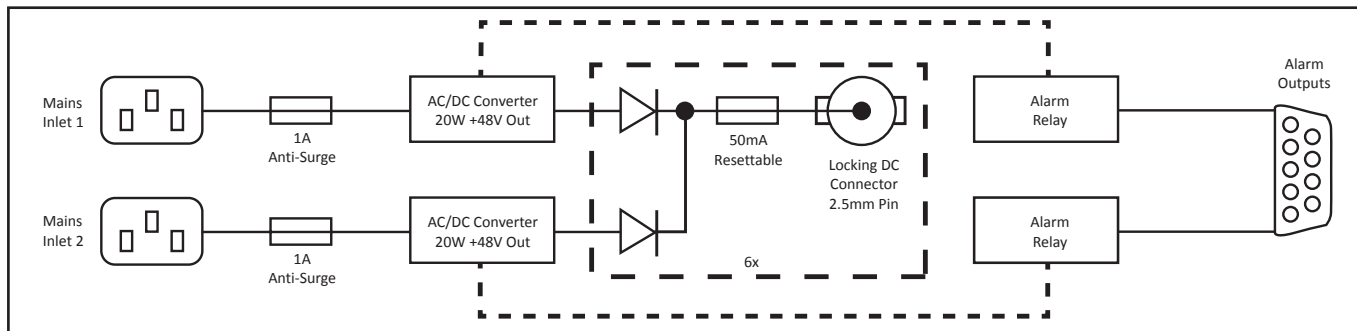 Mains
Inlet 1
1A
Anti-Surge
AC/DC Converter
20W +48V Out
50mA
Resettable
Locking DC
Connector
2.5mm Pin
Alarm
Relay
Alarm
Outputs
Mains
Inlet 2
1A
Anti-Surge
AC/DC Converter
20W +48V Out
6x
Alarm
Relay